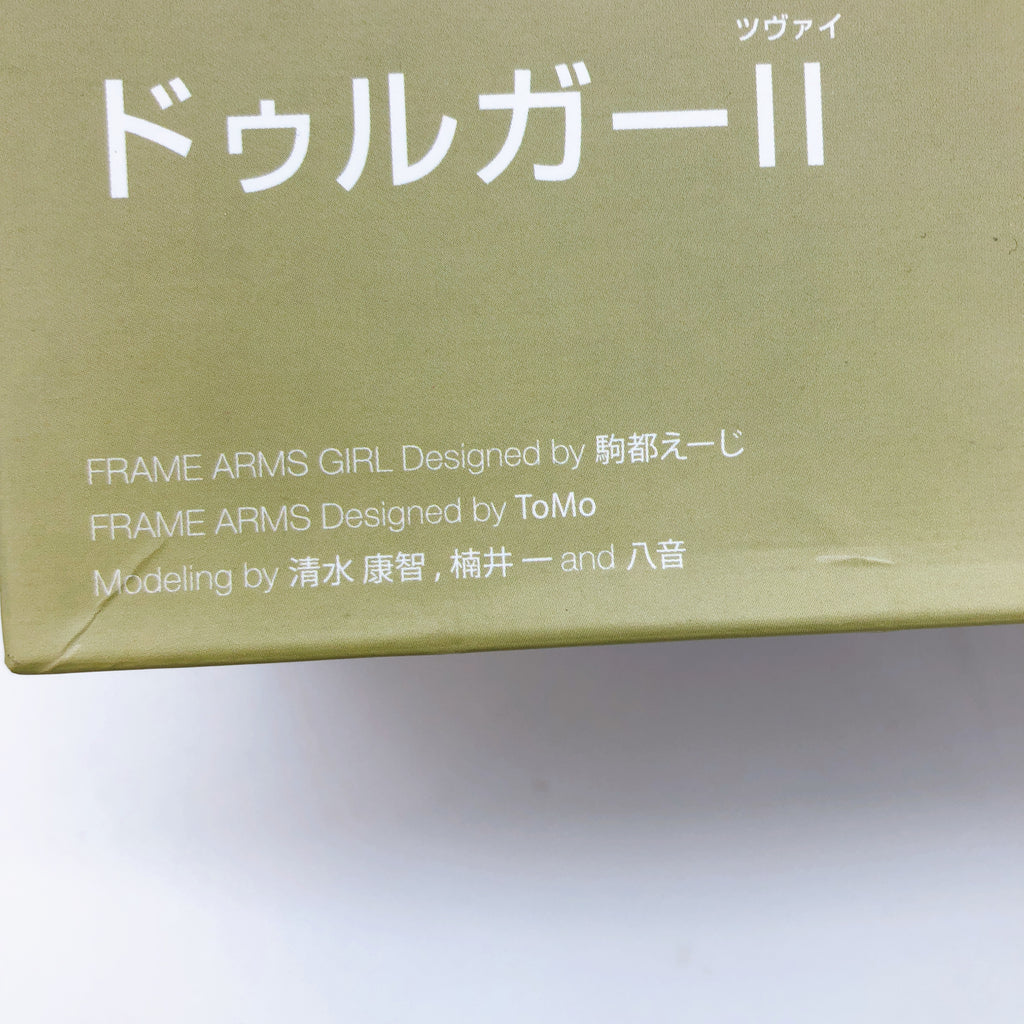 ツヴァイ
ドゥルガーII
FRAME ARMS GIRL Designed by 駒都えーじ
FRAME ARMS Designed by ToMo
Modeling by 清水 康智 , 楠井 一 and 八音